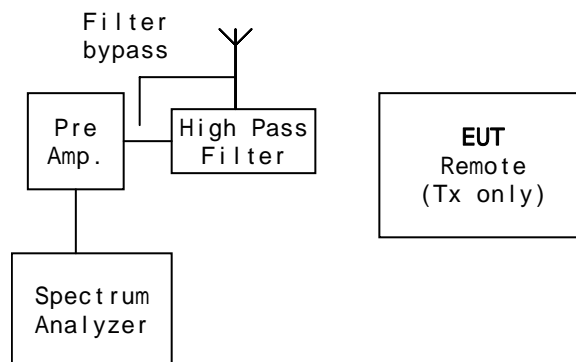 Filter
bypass
Pre
Amp.
High Pass
Filter
EUT
Remote
(Tx only)
Spectrum
Analyzer